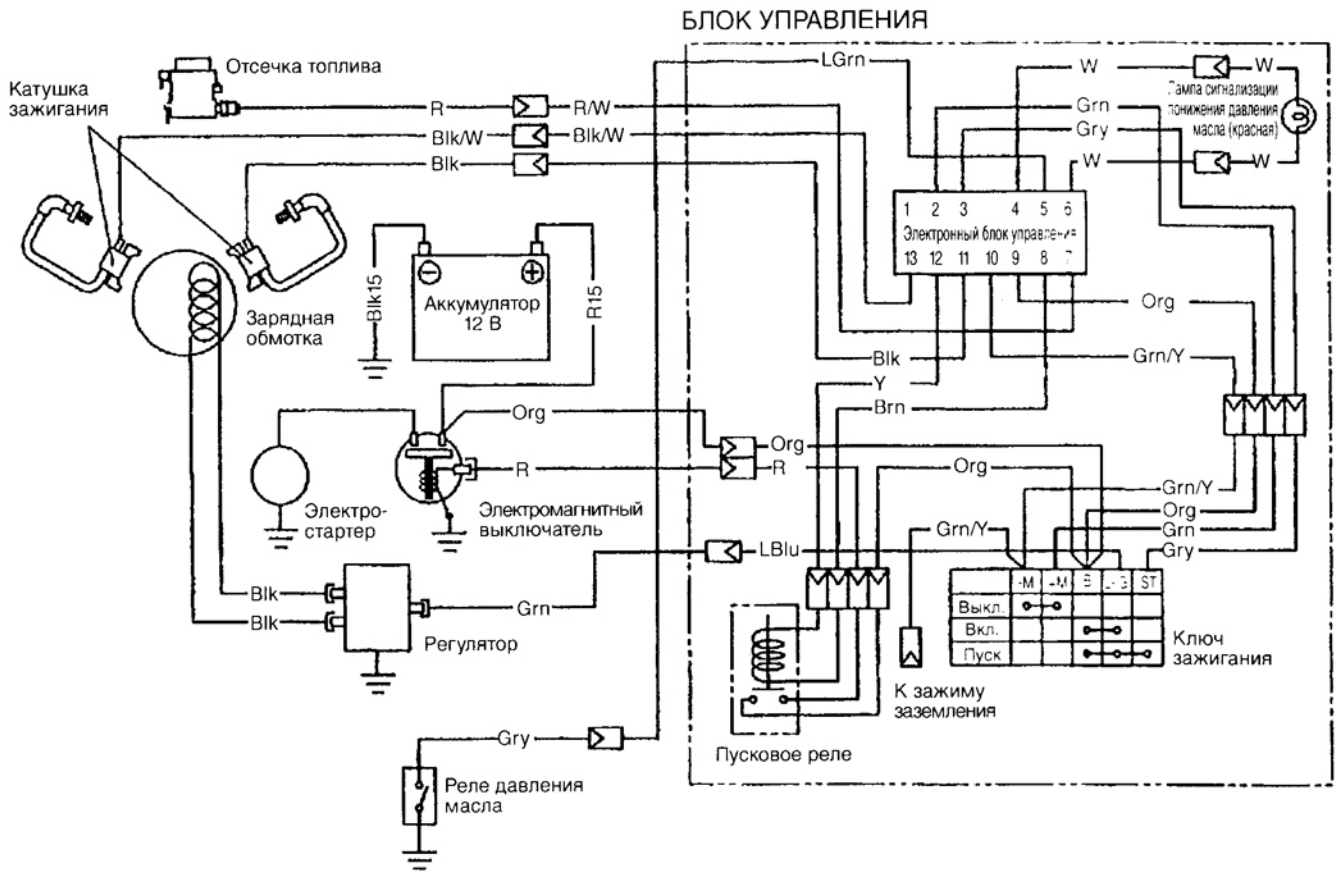 БЛОК УПРАВЛЕНИЯ
Отсечка топлива
Катушка
зажигания
R
R/W
Blk/W
Blk/W
Blk
LGrn
W
W
Лампа сигнализации
понижения давления
масла (красная)
Grn
Gry
W
W
1 2 3 4 5 6
Электронный блок управления
13 12 11 10 9 8 7
Blk15
Аккумулятор
12 В
R15
Зарядная
обмотка
Org
Blk
Grn/Y
Y
Brn
Org
Org
R
R
Org
Электро-
стартер
Электромагнитный
выключатель
Grn/Y
Org
Grn
Gry
Grn/Y
LBlu
Blk
Blk
Grn
Регулятор
-M +M B L-G ST
Выкл.
Вкл.
Пуск
Ключ
зажигания
К зажиму
заземления
Пусковое реле
Gry
Реле давления
масла